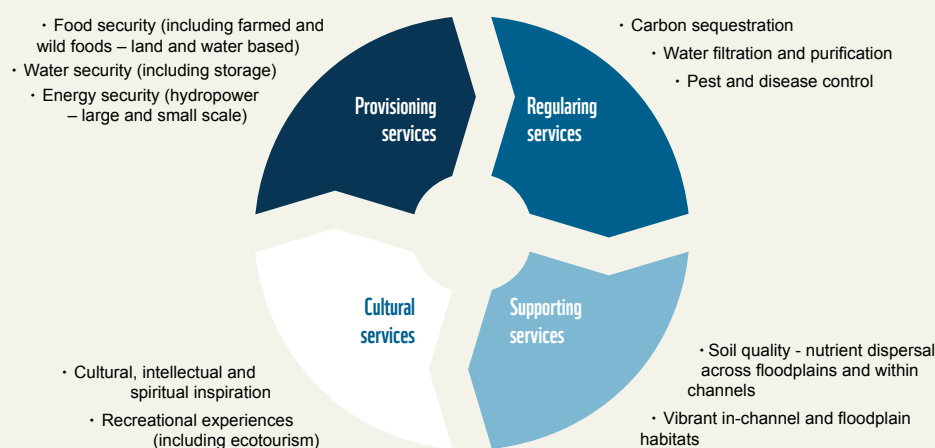 · Food security (including farmed and
wild foods – land and water based)
· Water security (including storage)
· Energy security (hydropower
– large and small scale)
Provisioning
services
· Carbon sequestration
· Water filtration and purification
· Pest and disease control
Regularing
services
Cultural
services
· Cultural, intellectual and
spiritual inspiration
· Recreational experiences
(including ecotourism)
Supporting
services
· Soil quality - nutrient dispersal
across floodplains and within
channels
· Vibrant in-channel and floodplain
habitats